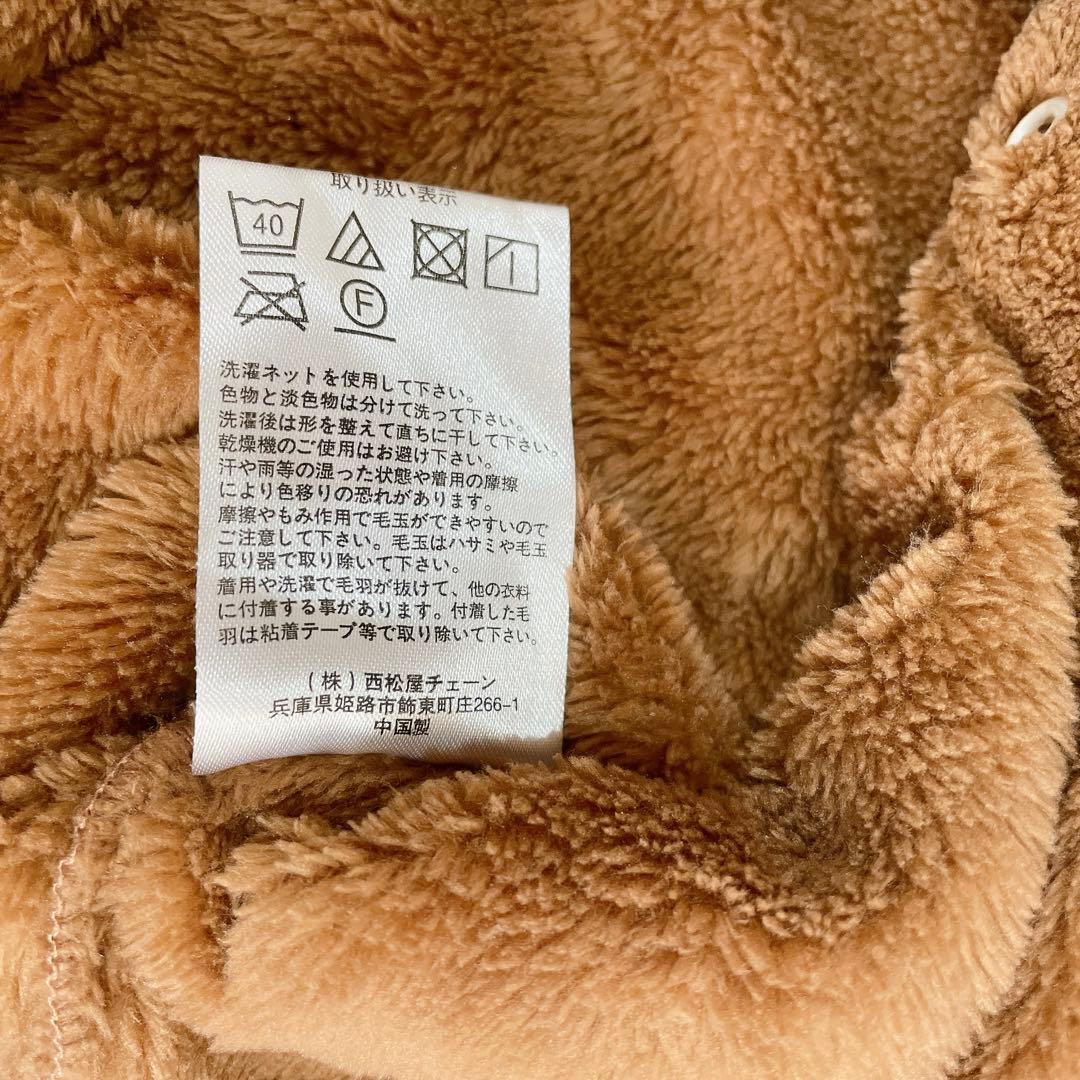 取り扱い表示
40
F
洗濯ネットを使用して下さい。
色物と淡色物は分けて洗って下さい。
洗濯後は形を整えて直ちに干して下さい。
乾燥機のご使用はお避け下さい。
汗や雨等の湿った状態や着用の摩擦
により色移りの恐れがあります。
摩擦やもみ作用で毛玉ができやすいので
ご注意して下さい。毛玉はハサミや毛玉
取り器で取り除いて下さい。
着用や洗濯で毛羽が抜けて、他の衣料
に付着する事があります。付着した毛
羽は粘着テープ等で取り除いて下さい。
(株)西松屋チェーン
兵庫県姫路市飾東町庄266-1
中国製